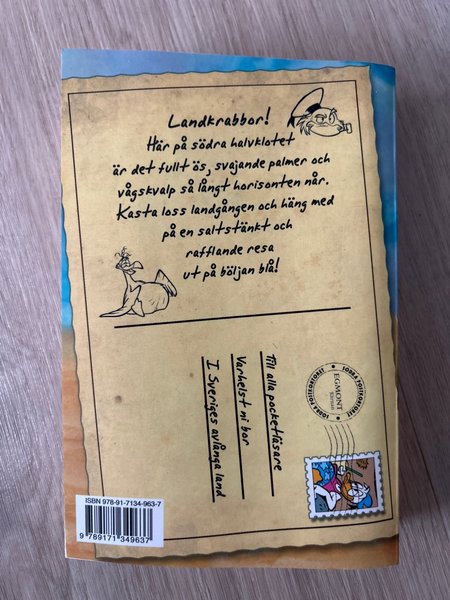 Landkrabbor!
Här på södra halvklotet
är det fullt ös, svajande palmer och
vågskvalp så långt horisonten når.
Kasta loss landgången och häng med
på en saltstänkt och
rafflande resa
ut på böljan blå!
Till alla pocketläsare
Varhelst ni bor
I Sveriges avlånga land
EGMONT
ISBN 978-91-7134-963-7
9 789171 349637